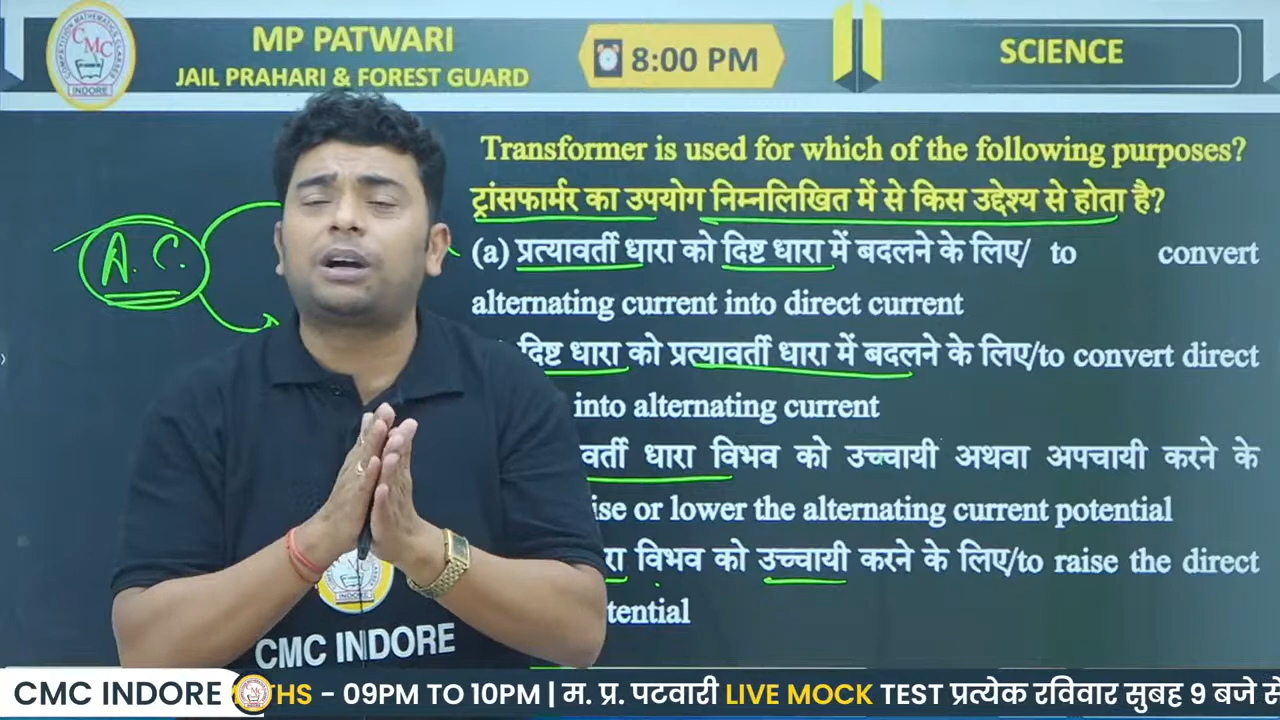 MP PATWARI
JAIL PRAHARI & FOREST GUARD
8:00 PM
SCIENCE
CMC
INDORE
Transformer is used for which of the following purposes?
ट्रांसफार्मर का उपयोग निम्नलिखित में से किस उद्देश्य से होता है?
A.C.
(a) प्रत्यावर्ती धारा को दिष्ट धारा में बदलने के लिए/ to convert
alternating current into direct current
दिष्ट धारा को प्रत्यावर्ती धारा में बदलने के लिए/to convert direct
into alternating current
वर्ती धारा विभव को उच्चायी अथवा अपचायी करने के
ise or lower the alternating current potential
रा विभव को उच्चायी करने के लिए/to raise the direct
tential
INDORE
CMC INDORE
CMC INDORE
THS - 09PM TO 10PM | म. प्र. पटवारी LIVE MOCK TEST प्रत्येक रविवार सुबह 9 बजे से